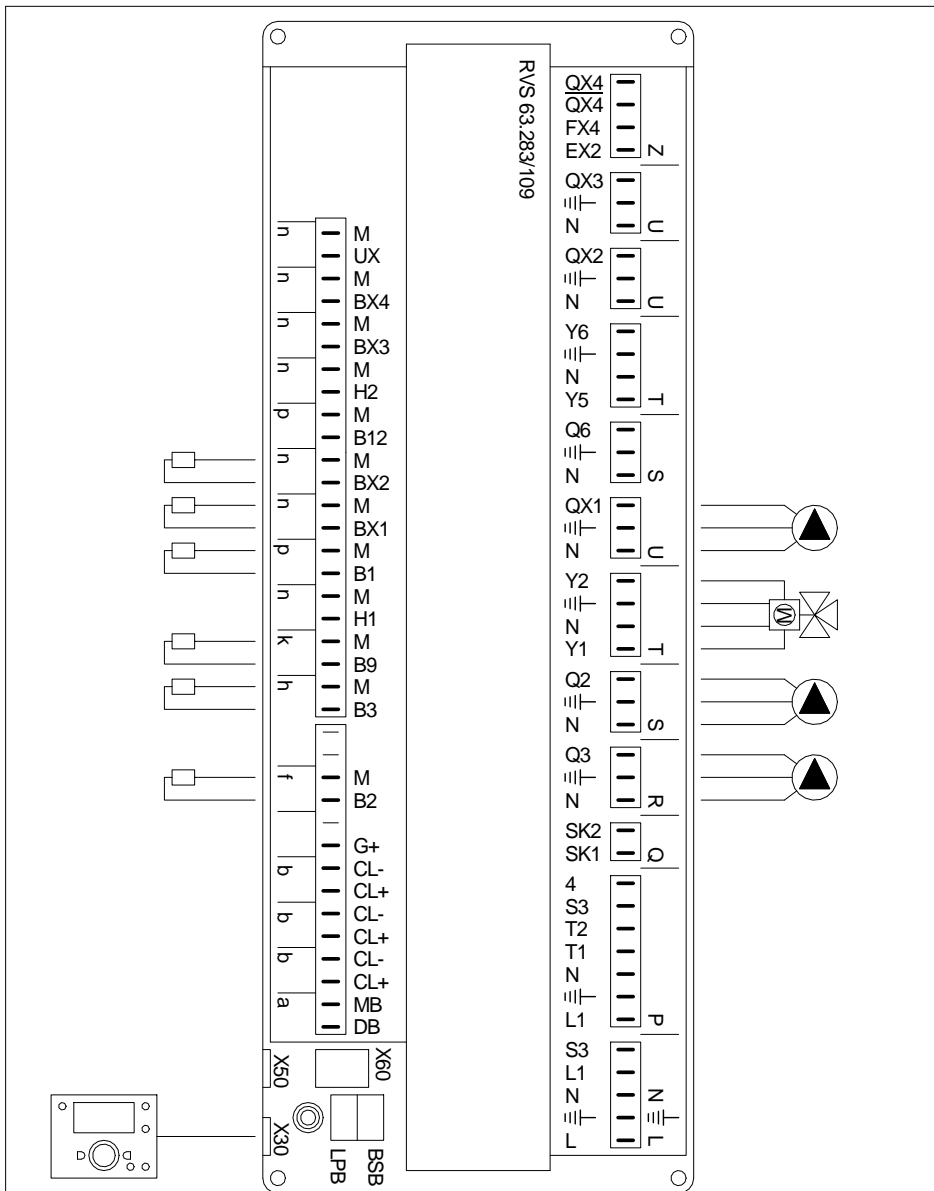 RVS 63.283/109
n
M
UX
n
M
BX4
n
M
BX3
n
M
H2
p
M
B12
n
M
BX2
n
M
BX1
p
M
B1
n
M
H1
k
M
B9
h
M
B3
f
M
B2
G+
b
CL-
CL+
b
CL-
CL+
b
CL-
CL+
a
MB
DB
X50
X60
X30
LPB
BSB
QX4
QX4
FX4
EX2
Z
QX3
N
U
QX2
N
U
Y6
N
Y5
T
Q6
N
S
QX1
N
U
Y2
N
Y1
T
M
Q2
N
S
Q3
N
R
SK2
SK1
Q
4
S3
T2
T1
N
L1
P
S3
L1
N
L
N
L